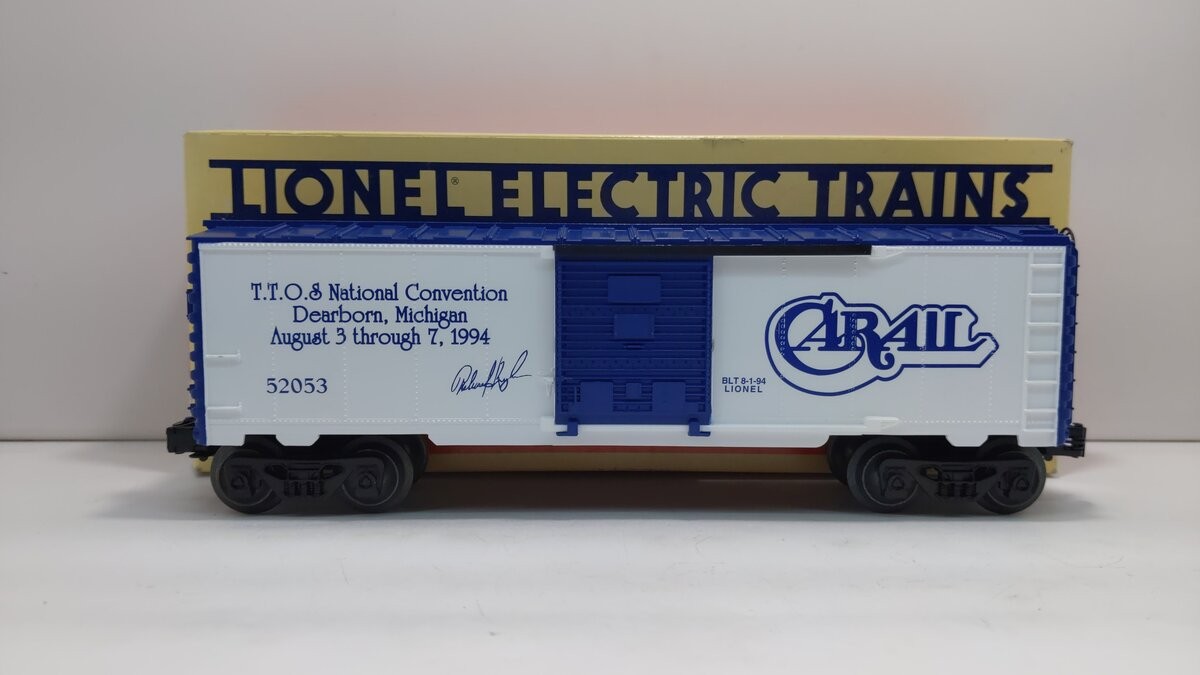 LIONEL® ELECTRIC TRAINS
T.T.O.S National Convention
Dearborn, Michigan
August 3 through 7, 1994
52053
CARAIL
BLT 8-1-94
LIONEL